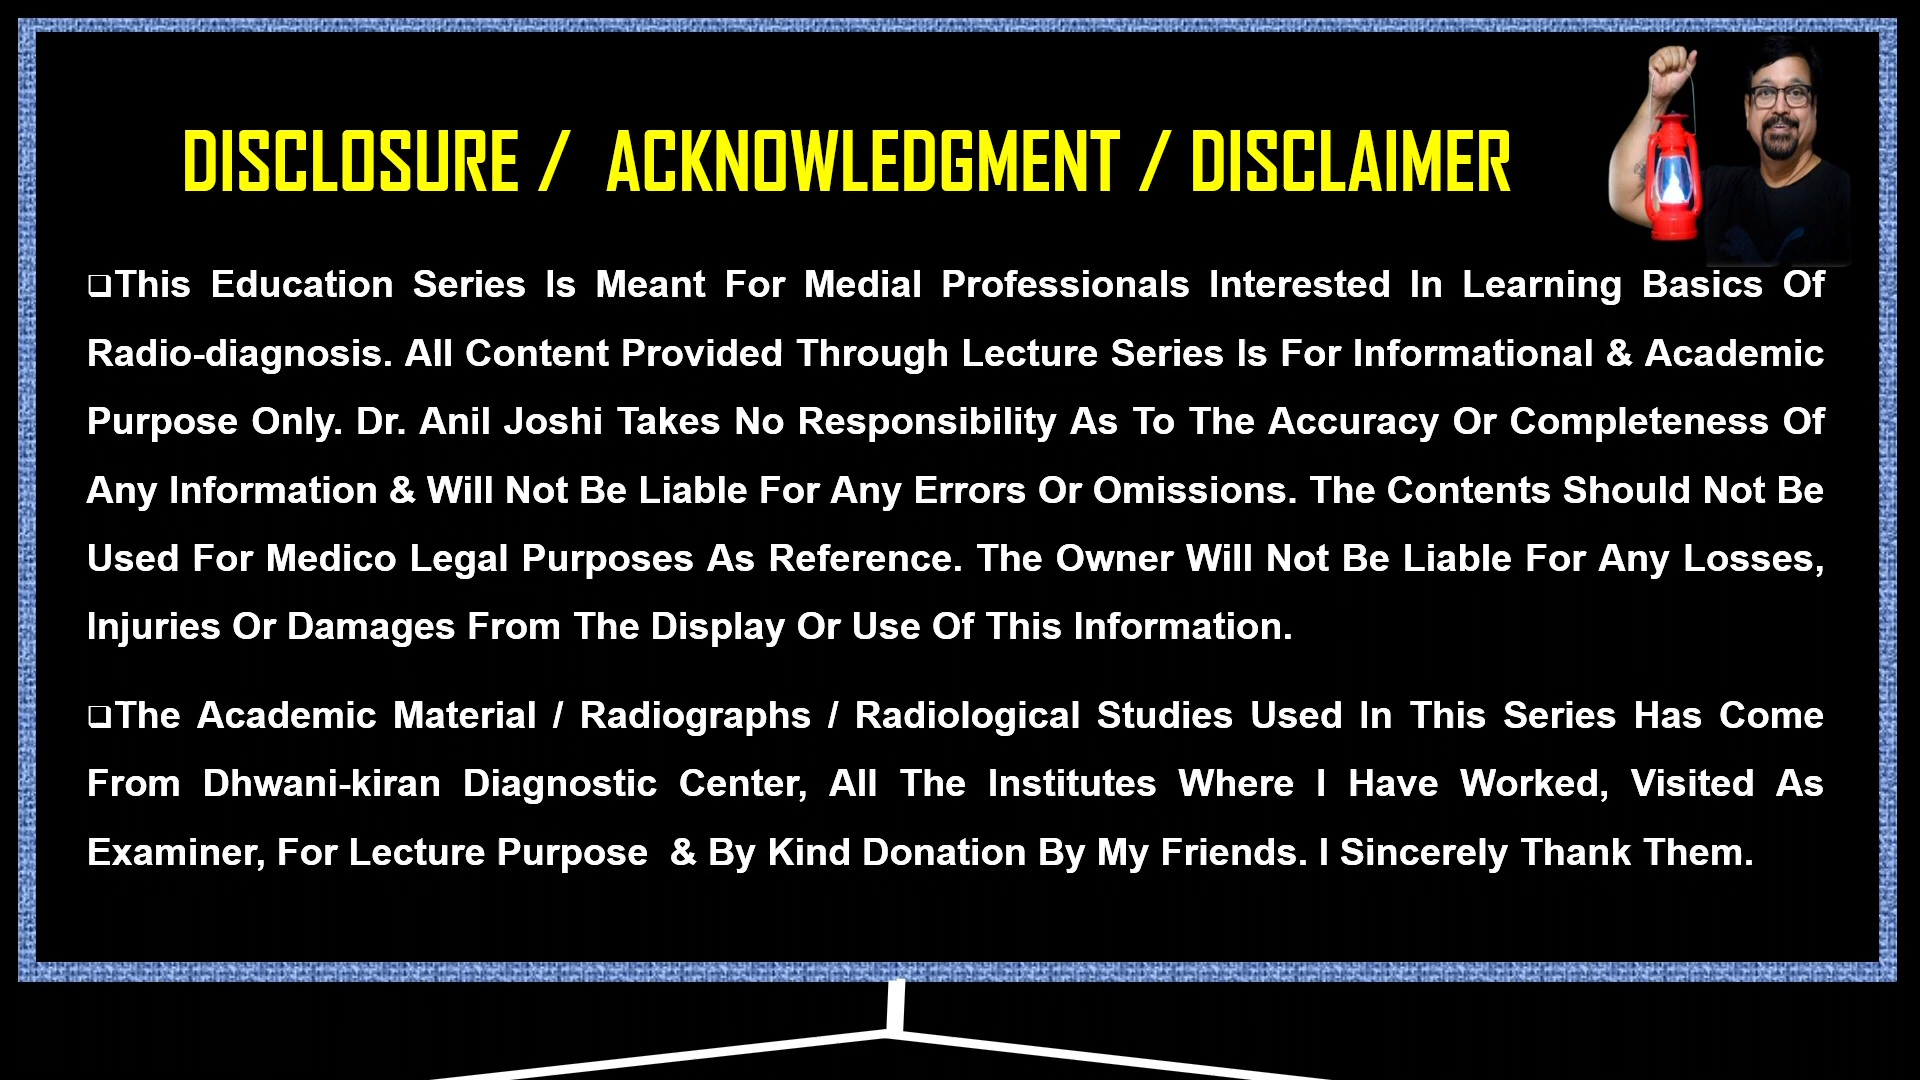 DISCLOSURE / ACKNOWLEDGMENT / DISCLAIMER
❑This Education Series Is Meant For Medial Professionals Interested In Learning Basics Of
Radio-diagnosis. All Content Provided Through Lecture Series Is For Informational & Academic
Purpose Only. Dr. Anil Joshi Takes No Responsibility As To The Accuracy Or Completeness Of
Any Information & Will Not Be Liable For Any Errors Or Omissions. The Contents Should Not Be
Used For Medico Legal Purposes As Reference. The Owner Will Not Be Liable For Any Losses,
Injuries Or Damages From The Display Or Use Of This Information.
❑The Academic Material / Radiographs / Radiological Studies Used In This Series Has Come
From Dhwani-kiran Diagnostic Center, All The Institutes Where I Have Worked, Visited As
Examiner, For Lecture Purpose & By Kind Donation By My Friends. I Sincerely Thank Them.